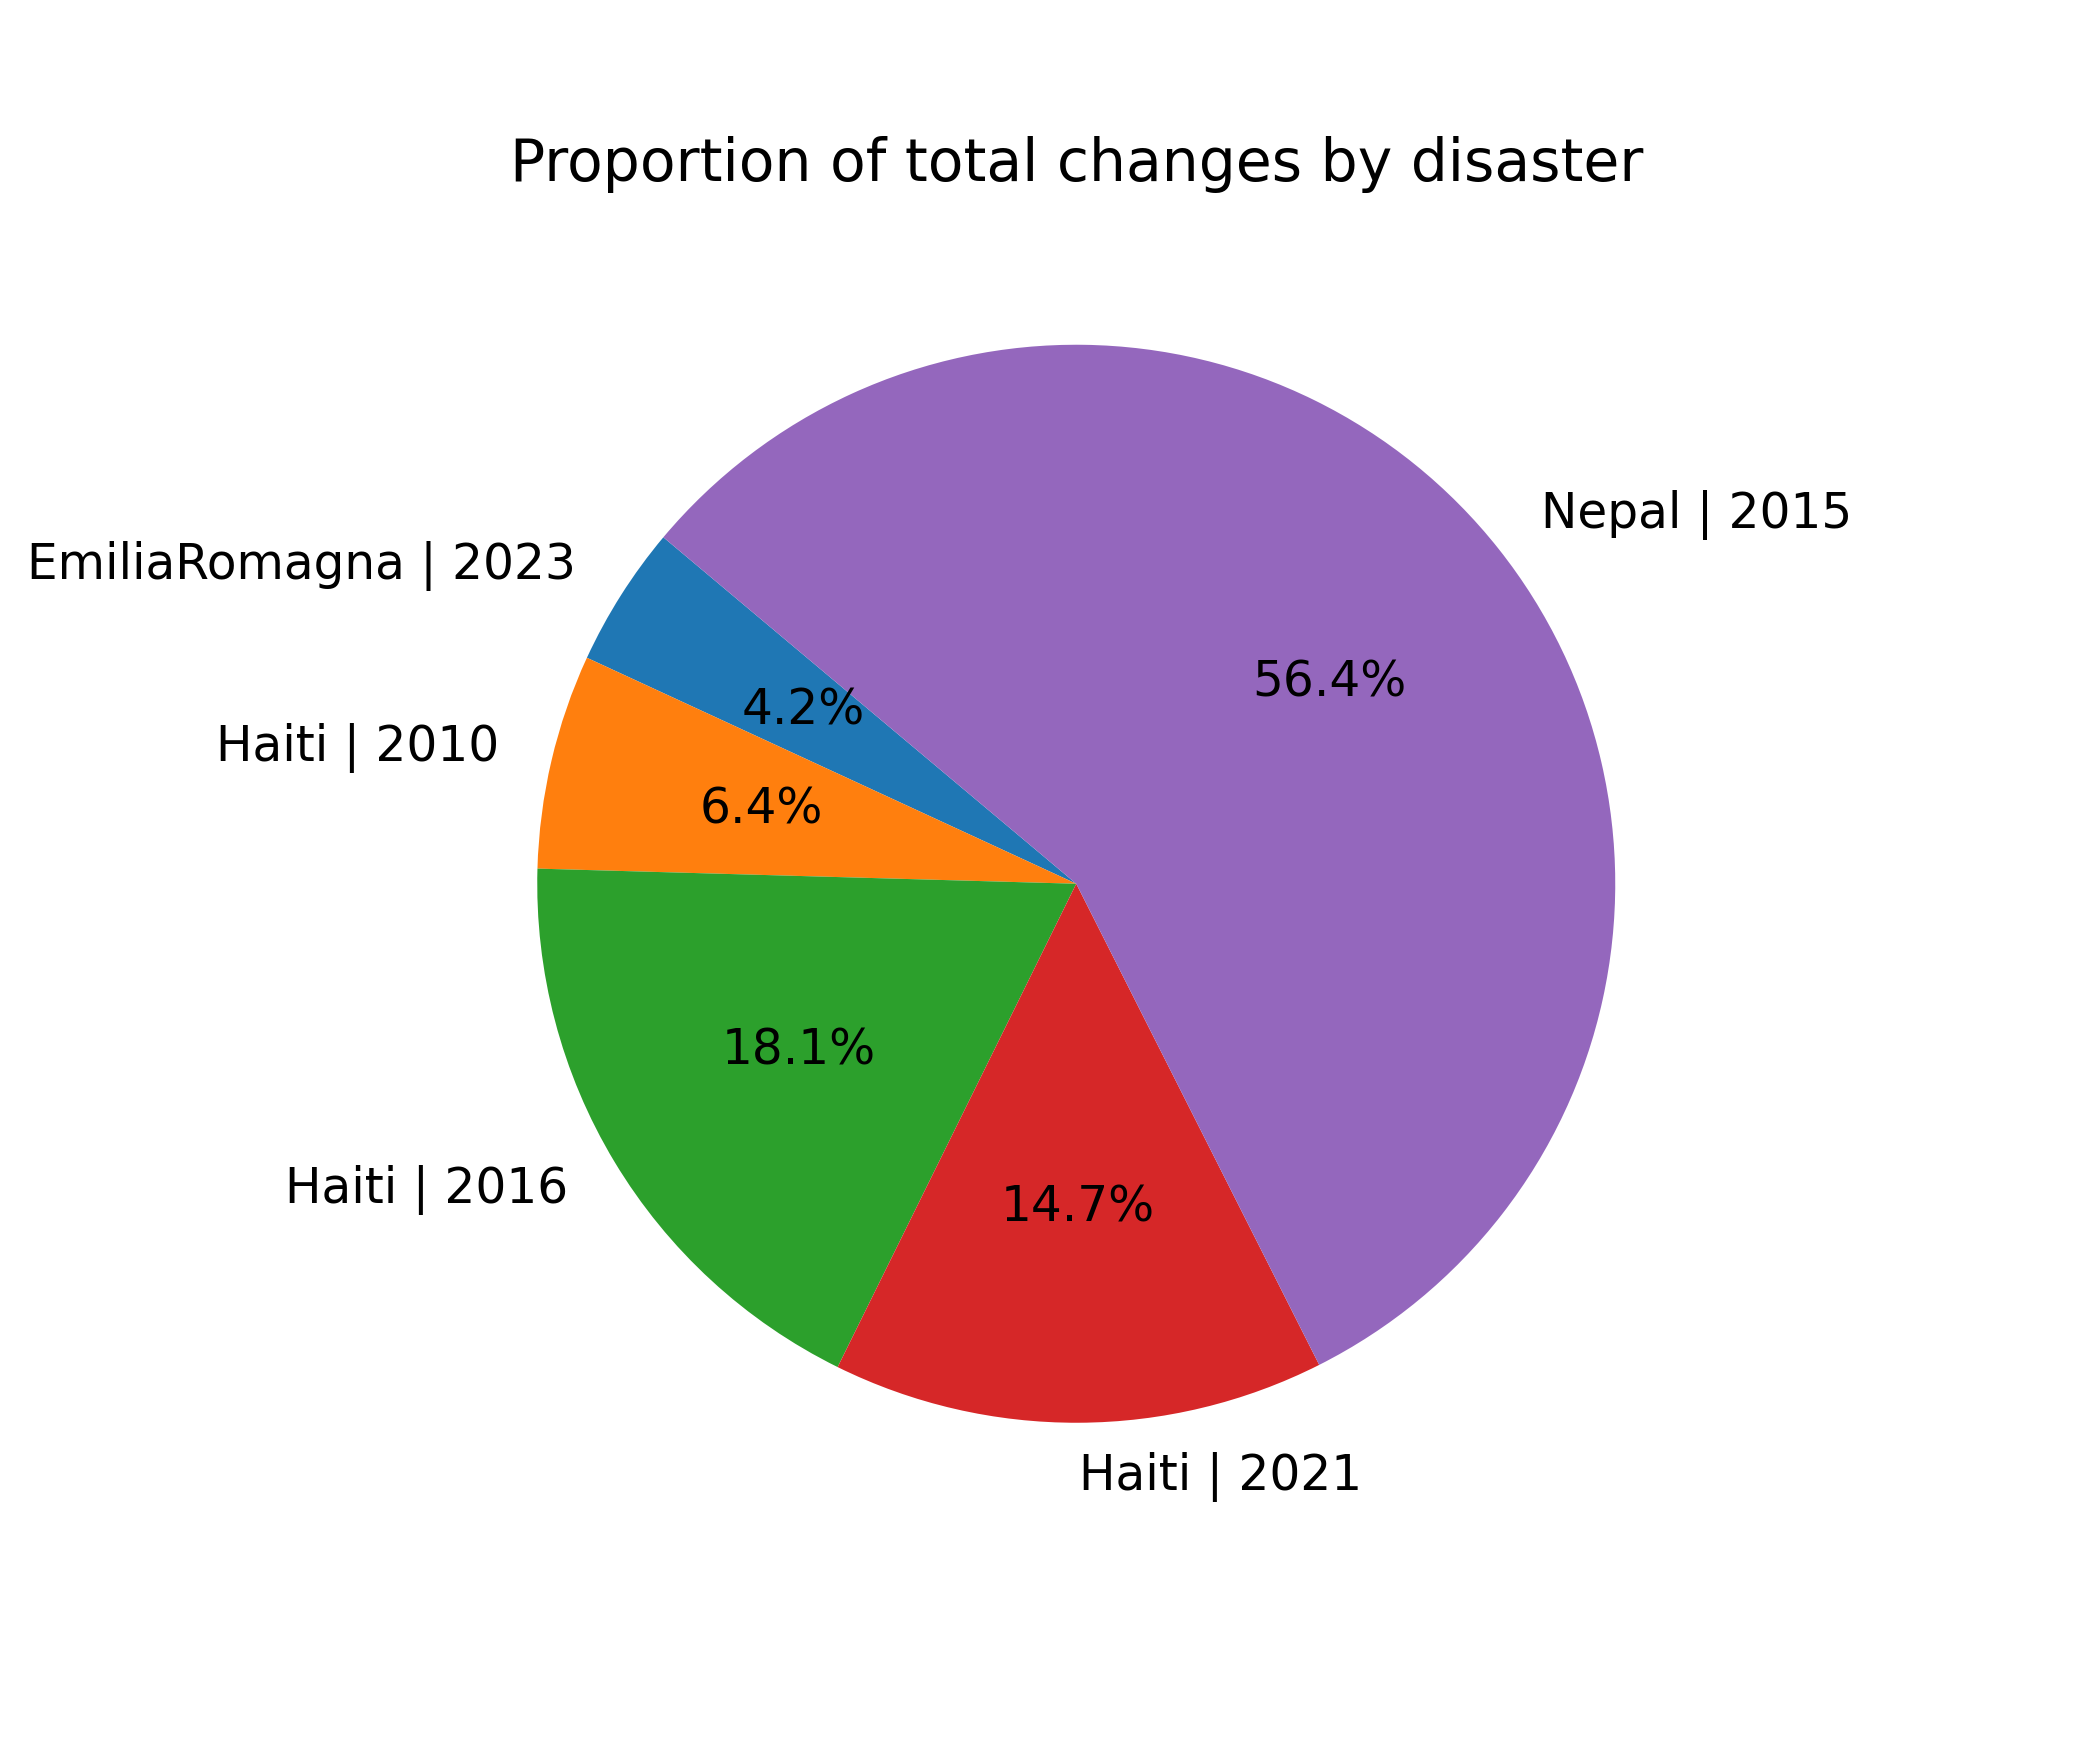 Proportion of total changes by disaster
Nepal | 2015
EmiliaRomagna | 2023
56.4%
4.2%
Haiti | 2010
6.4%
18.1%
Haiti | 2016
14.7%
Haiti | 2021